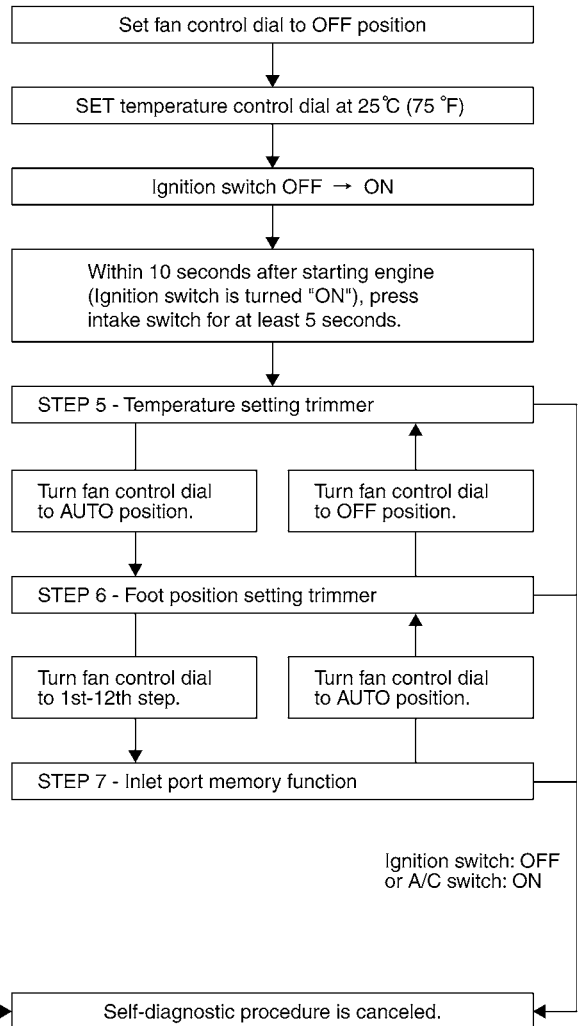 Set fan control dial to OFF position
SET temperature control dial at 25°C (75 °F)
Ignition switch OFF → ON
Within 10 seconds after starting engine
(Ignition switch is turned "ON"), press
intake switch for at least 5 seconds.
STEP 5 - Temperature setting trimmer
Turn fan control dial
to AUTO position.
Turn fan control dial
to OFF position.
STEP 6 - Foot position setting trimmer
Turn fan control dial
to 1st-12th step.
Turn fan control dial
to AUTO position.
STEP 7 - Inlet port memory function
Ignition switch: OFF
or A/C switch: ON
Self-diagnostic procedure is canceled.